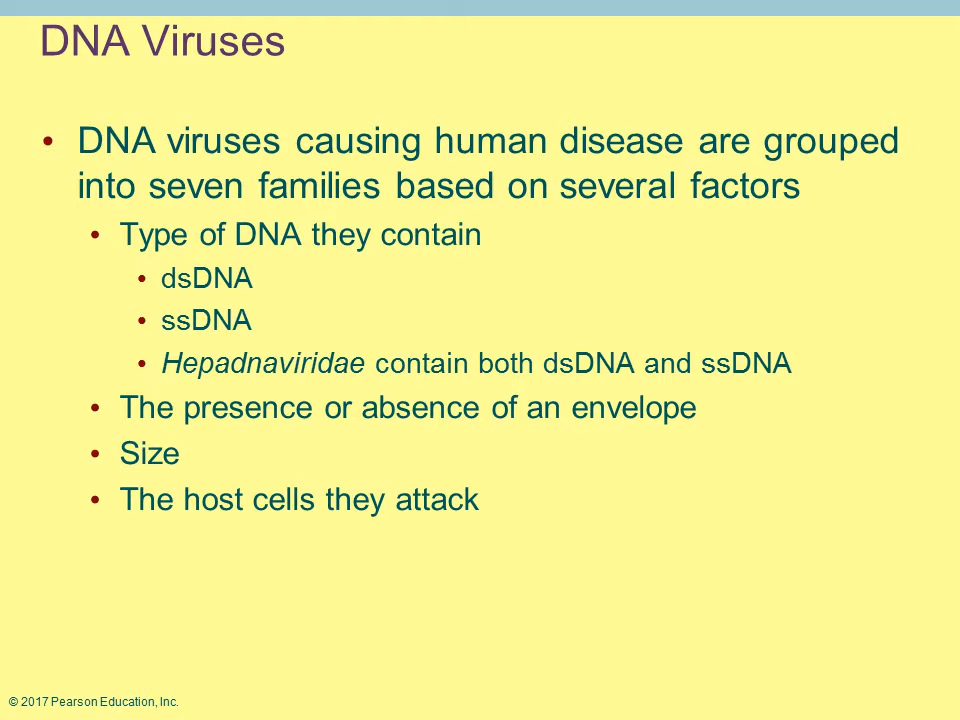 DNA Viruses
• DNA viruses causing human disease are grouped
into seven families based on several factors
• Type of DNA they contain
• dsDNA
• ssDNA
• Hepadnaviridae contain both dsDNA and ssDNA
• The presence or absence of an envelope
• Size
• The host cells they attack
© 2017 Pearson Education, Inc.